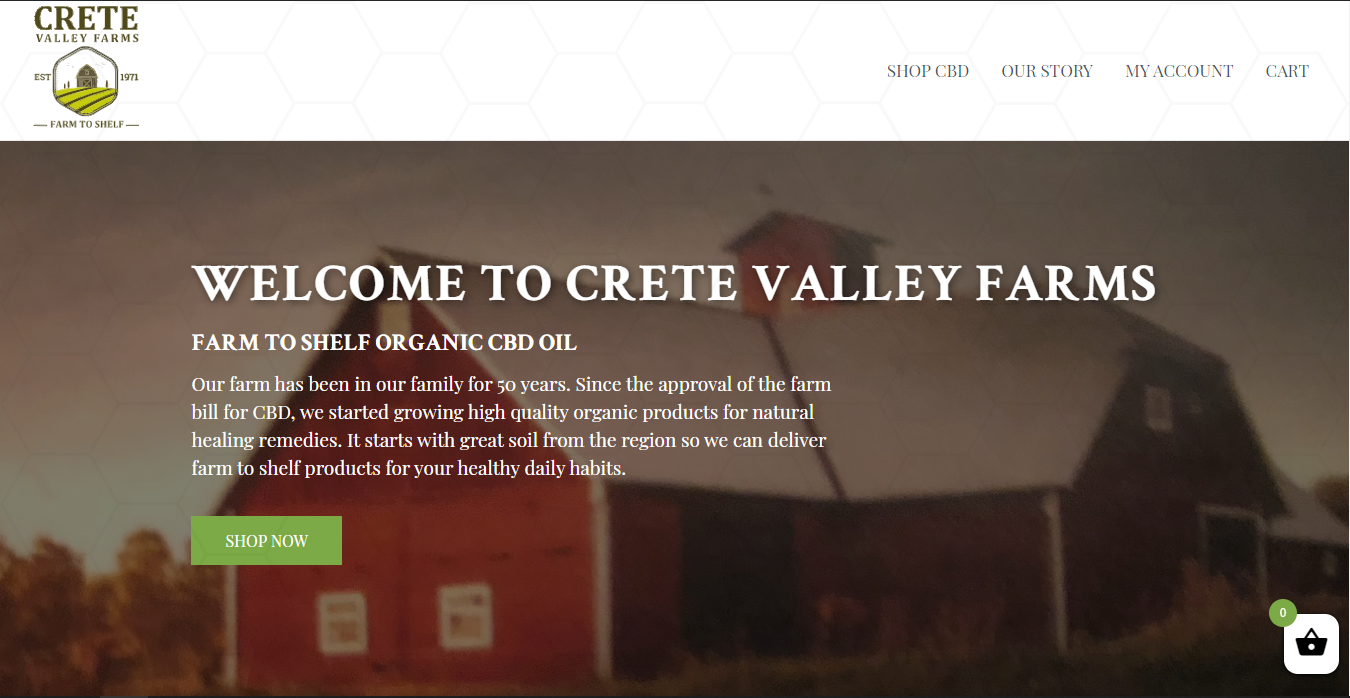 CRETE
VALLEY FARMS
EST 1971
FARM TO SHELF
SHOP CBD OUR STORY MY ACCOUNT CART
WELCOME TO CRETE VALLEY FARMS
FARM TO SHELF ORGANIC CBD OIL
Our farm has been in our family for 50 years. Since the approval of the farm
bill for CBD, we started growing high quality organic products for natural
healing remedies. It starts with great soil from the region so we can deliver
farm to shelf products for your healthy daily habits.
SHOP NOW
0